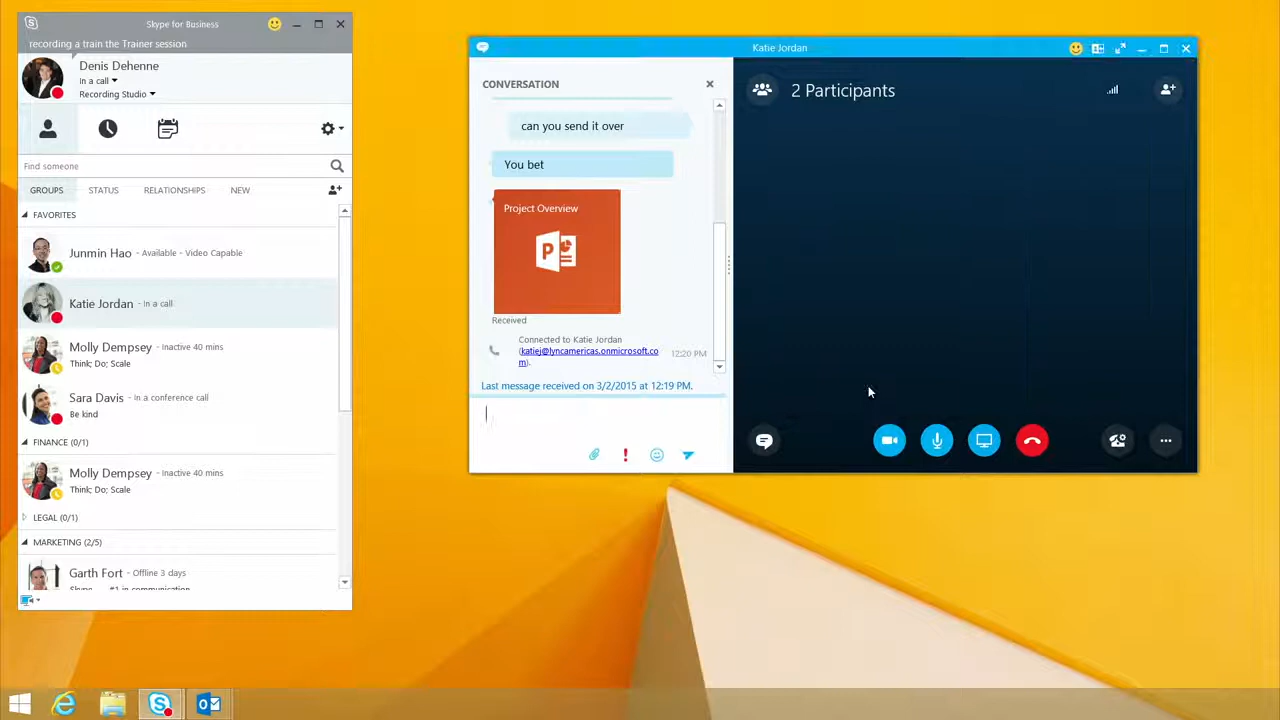 Skype for Business
recording a train the Trainer session
Denis Dehenne
In a call
Recording Studio
Find someone
GROUPS STATUS RELATIONSHIPS NEW
FAVORITES
Junmin Hao - Available - Video Capable
Katie Jordan - In a call
Molly Dempsey - Inactive 40 mins
Think; Do; Scale
Sara Davis - In a conference call
Be kind
FINANCE (0/1)
Molly Dempsey - Inactive 40 mins
Think; Do; Scale
LEGAL (0/1)
MARKETING (2/5)
Garth Fort - Offline 3 days
Skype #1 in communication
Katie Jordan
CONVERSATION
can you send it over
You bet
Project Overview
P
Received
Connected to Katie Jordan
(katiej@lyncamericas.onmicrosoft.co
m).
12:20 PM
Last message received on 3/2/2015 at 12:19 PM.
2 Participants